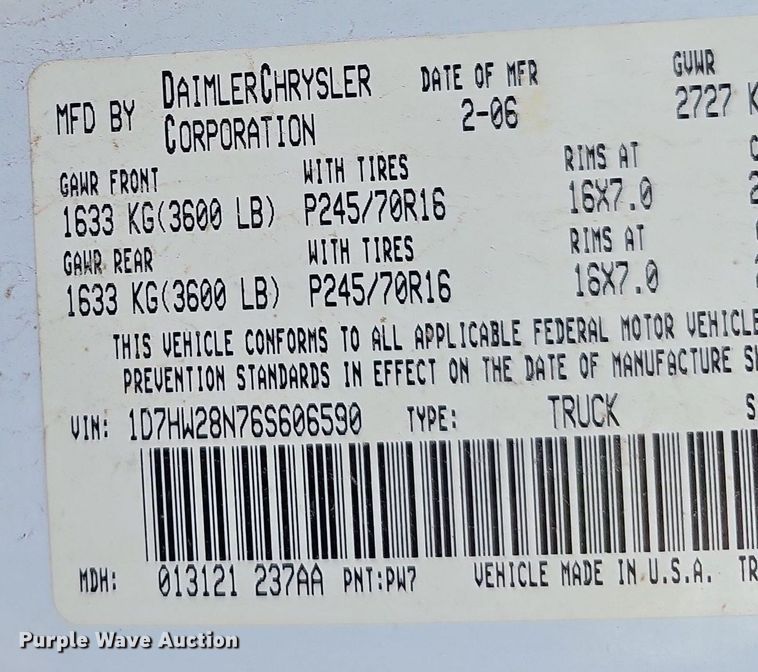 MFD BY DAIMLERCHRYSLER CORPORATION
DATE OF MFR 2-06
GVWR 2727 K
GAWR FRONT WITH TIRES RIMS AT
1633 KG(3600 LB) P245/70R16 16X7.0
GAWR REAR WITH TIRES RIMS AT
1633 KG(3600 LB) P245/70R16 16X7.0
THIS VEHICLE CONFORMS TO ALL APPLICABLE FEDERAL MOTOR VEHICLE
PREVENTION STANDARDS IN EFFECT ON THE DATE OF MANUFACTURE
VIN: 1D7HW28N76S606590 TYPE: TRUCK
MDH: 013121 237AA PNT:PW7 VEHICLE MADE IN U.S.A.
Purple Wave Auction